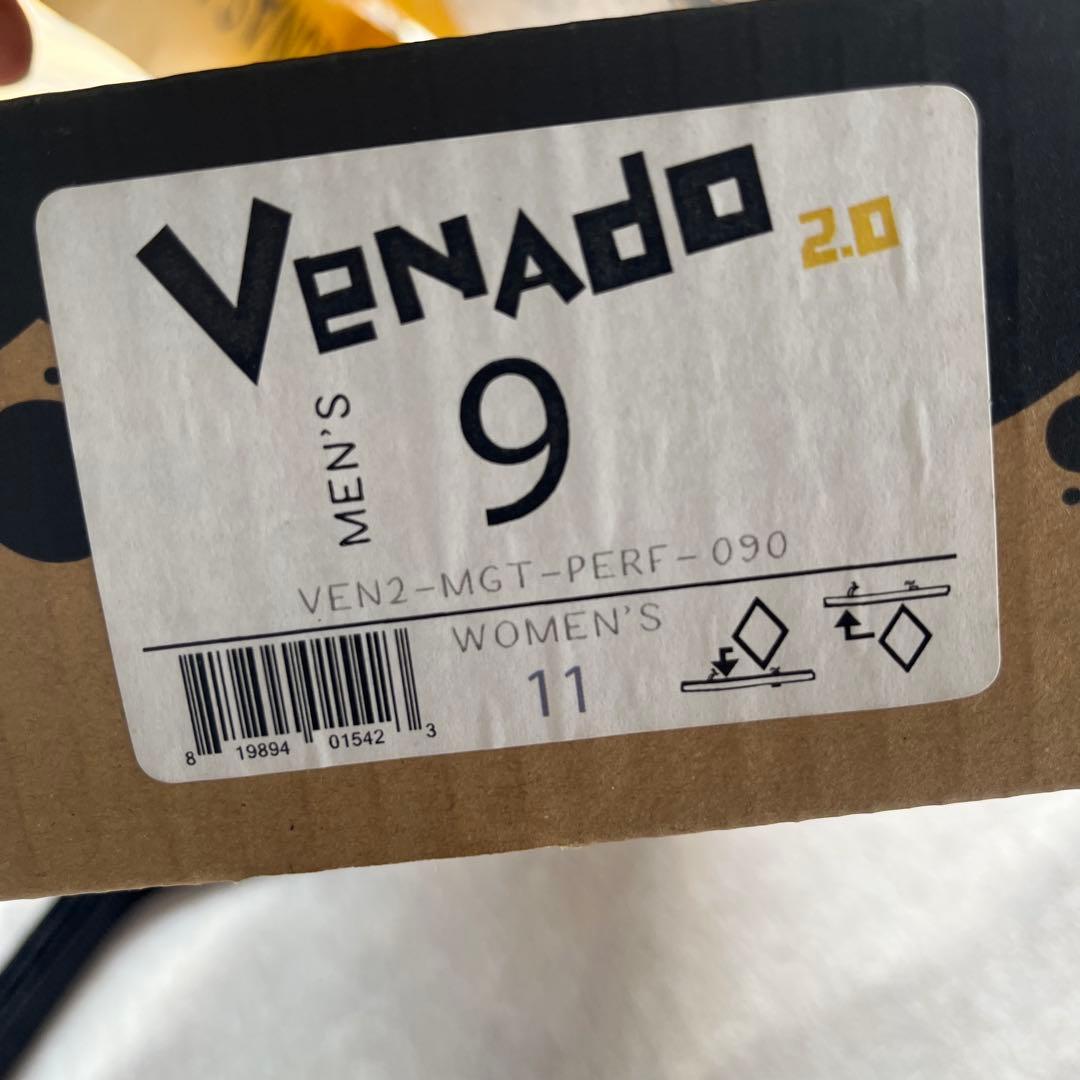 VENADO 2.0
MEN'S
9
VEN2-MGT-PERF-090
WOMEN'S
11
8 19894 01542 3